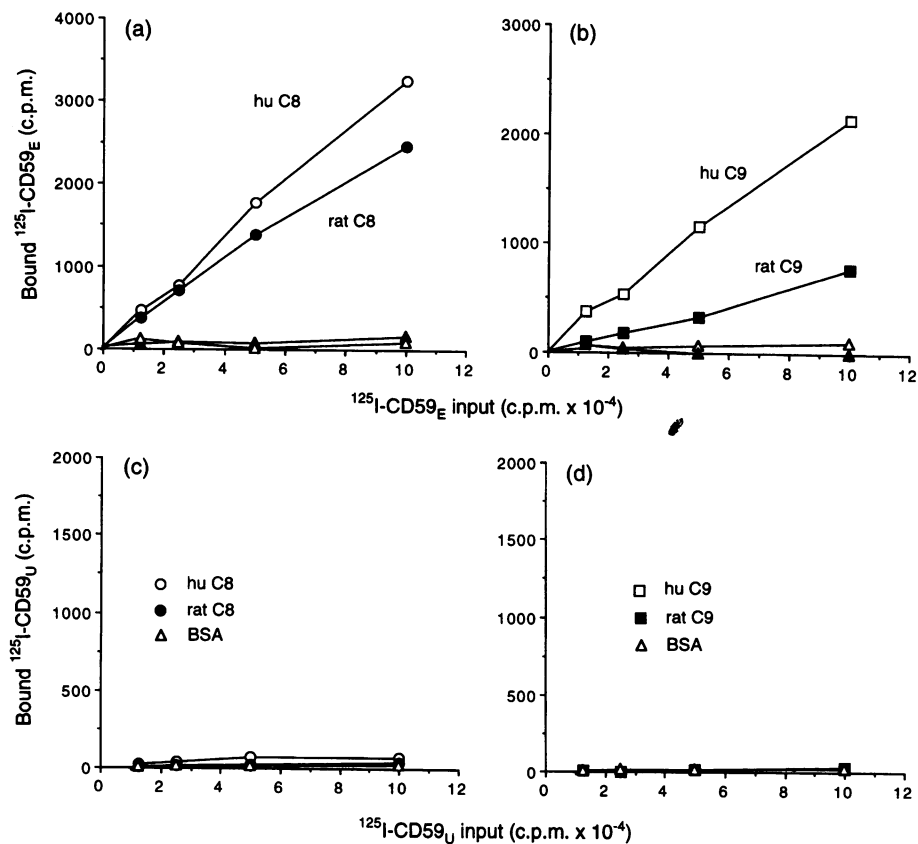 (a)
4000
3000
2000
1000
0
Bound ¹²⁵I-CD59E (c.p.m.)
hu C8
rat C8
0 2 4 6 8 10 12
(b)
3000
2000
1000
0
hu C9
rat C9
0 2 4 6 8 10 12
¹²⁵I-CD59E input (c.p.m. x 10⁻⁴)
(c)
2000
1750
1500
1000
500
0
Bound ¹²⁵I-CD59U (c.p.m.)
hu C8
rat C8
BSA
0 2 4 6 8 10 12
(d)
2000
1500
1000
500
0
hu C9
rat C9
BSA
0 2 4 6 8 10 12
¹²⁵I-CD59U input (c.p.m. x 10⁻⁴)